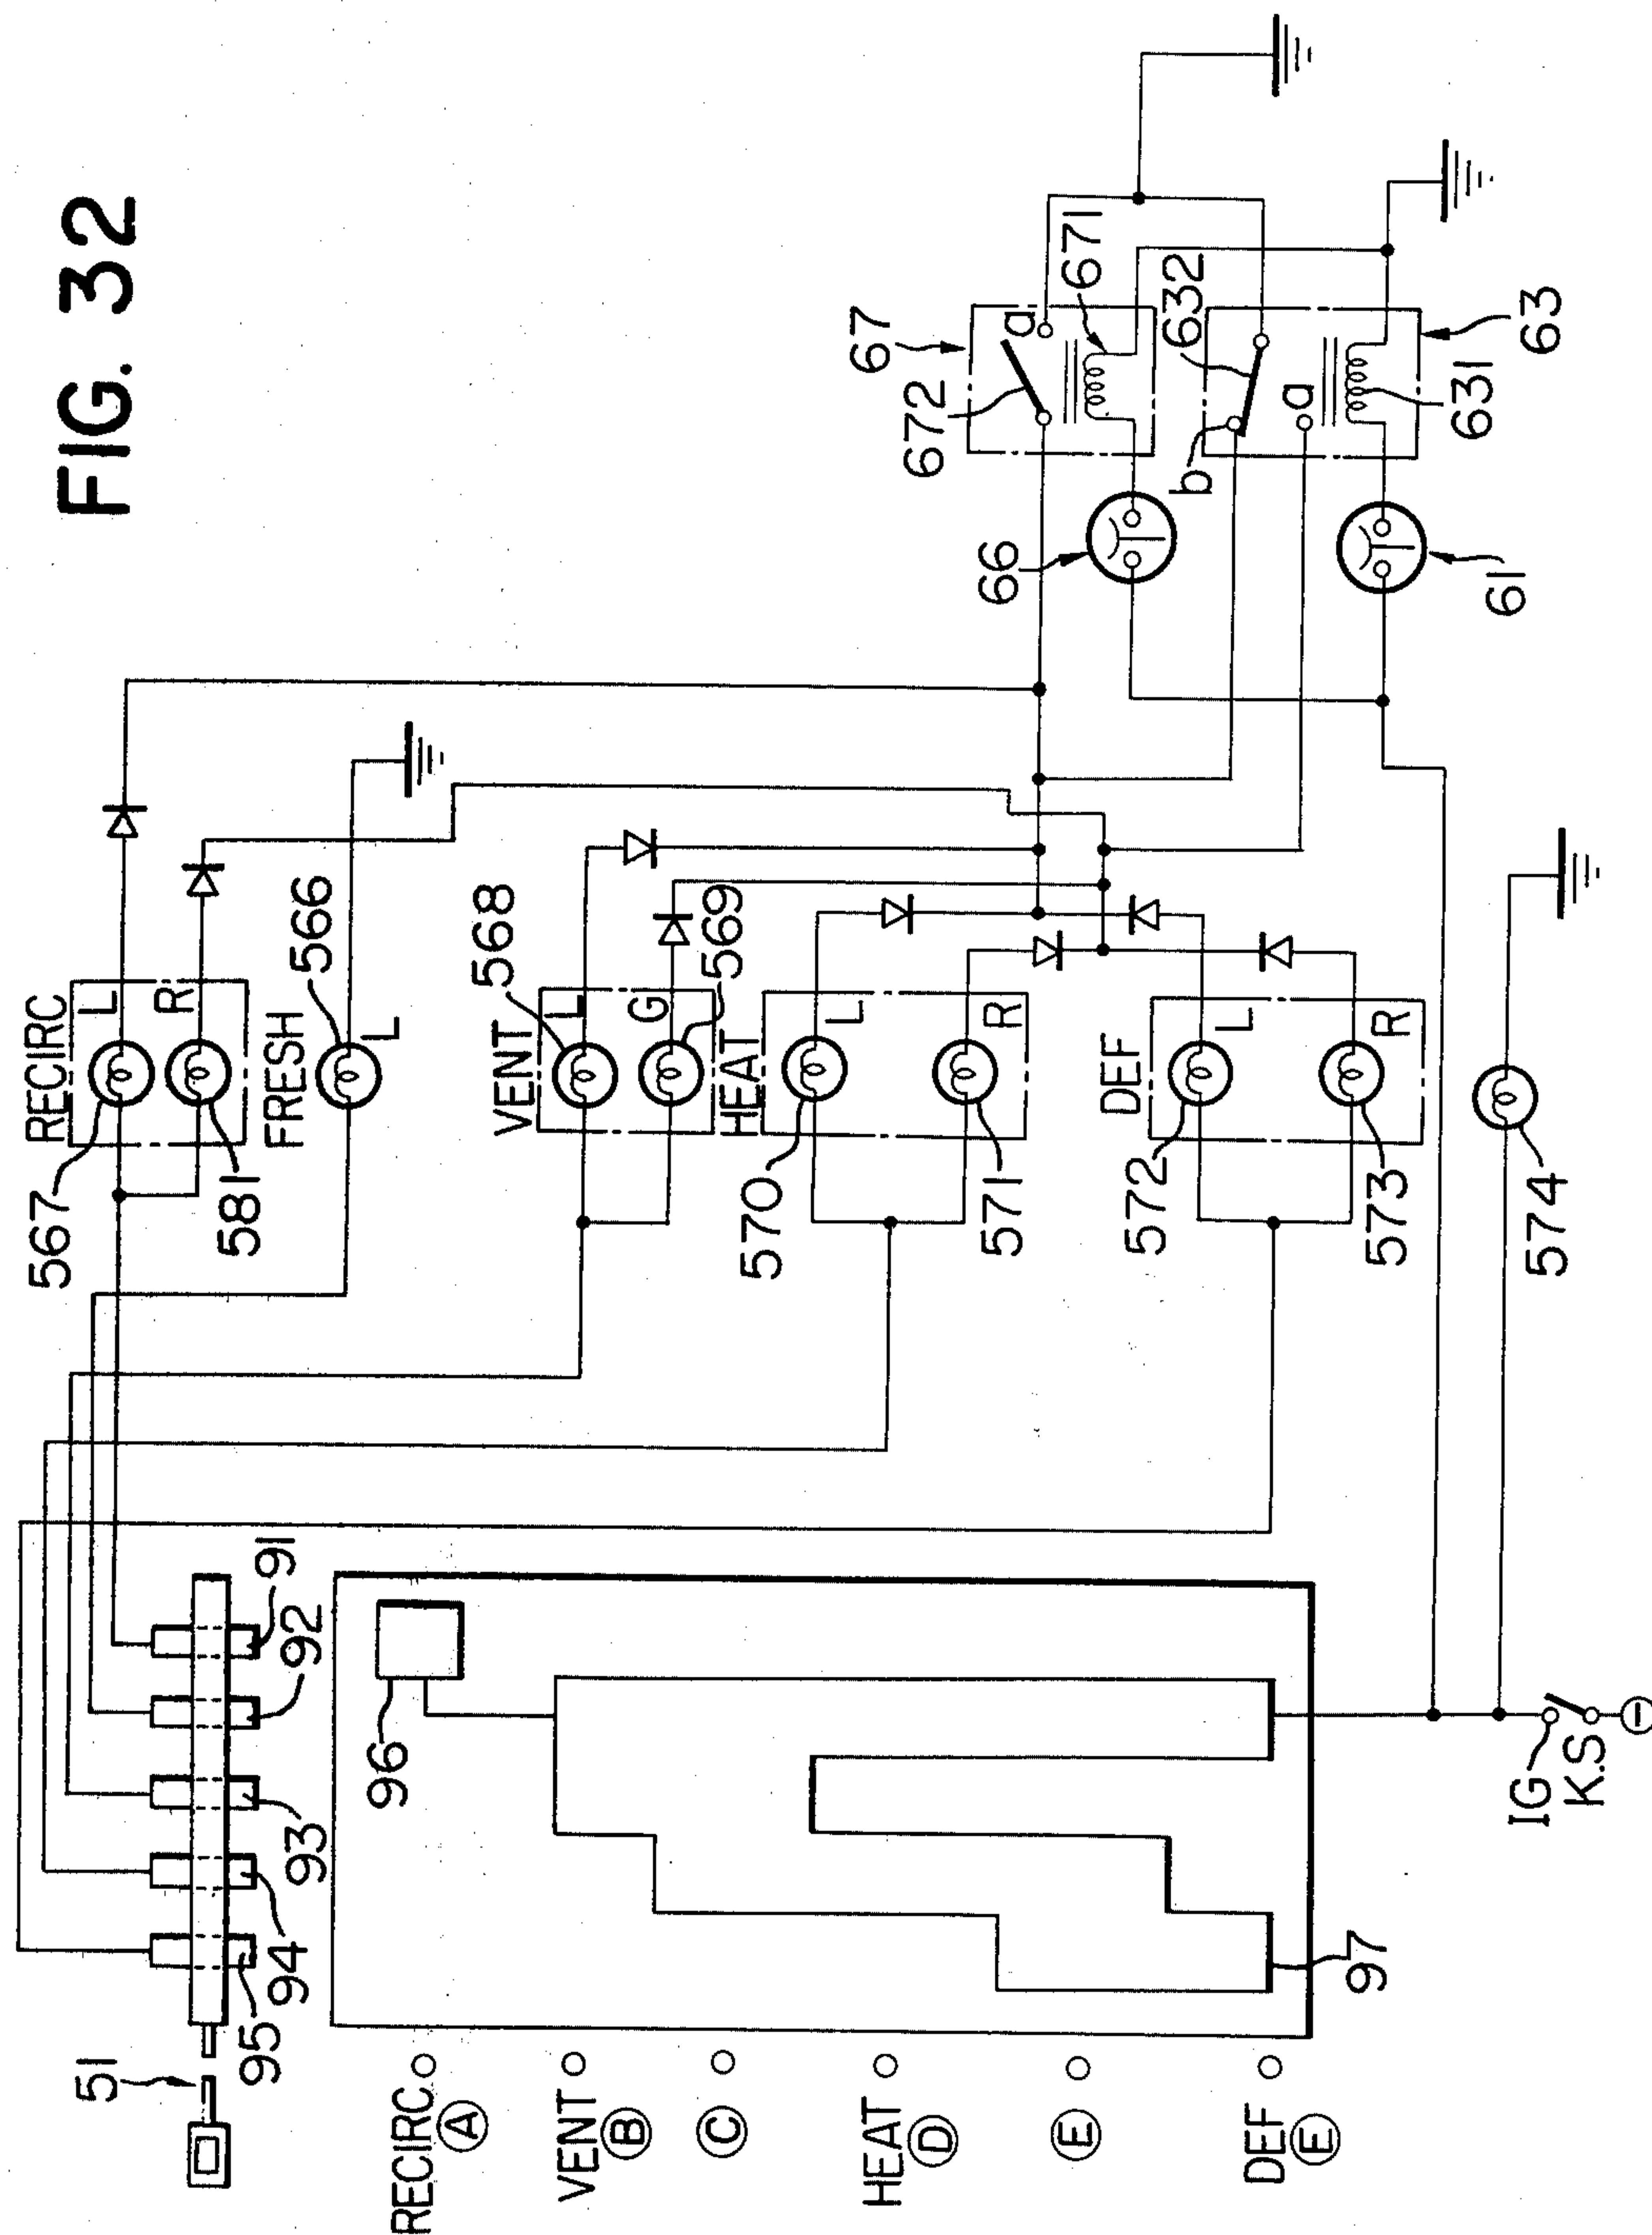 FIG. 32
RECIRC
L
R
567
581
FRESH
566
L
VENT
568
L
G
569
HEAT
570
L
571
R
DEF
572
L
573
R
574
67
672
a
671
632
66
b
a
63
631
61
51
95
94
93
92
91
96
97
RECIRC.
A
VENT
B
C
HEAT
D
E
DEF
E
IG
K.S